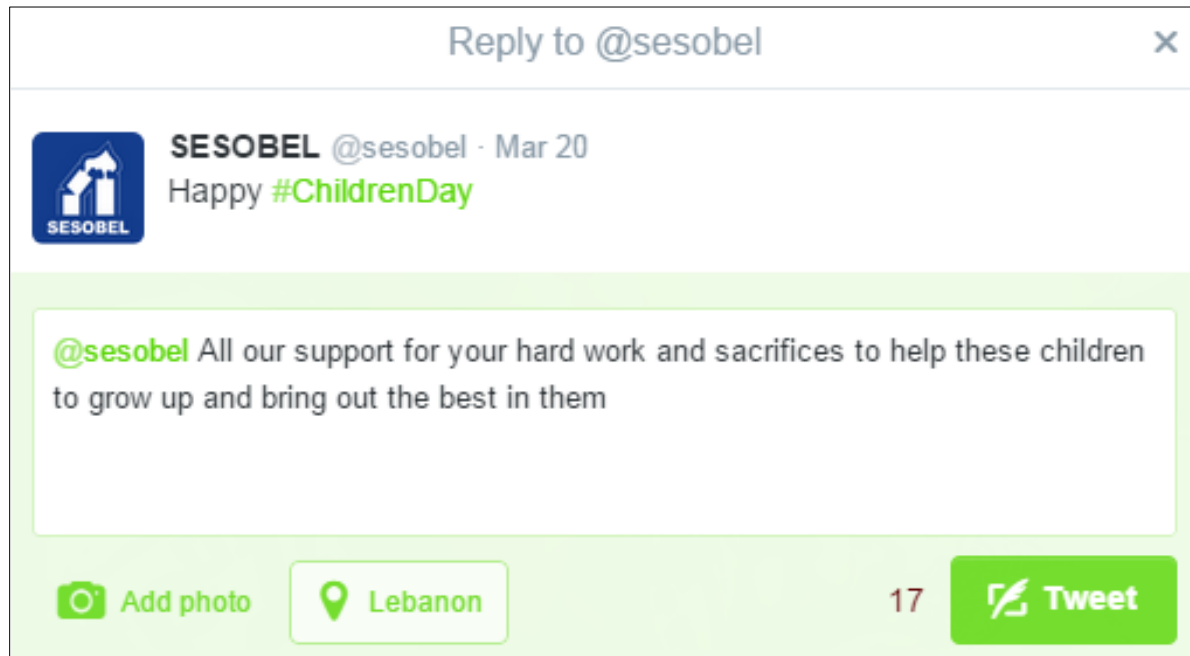 Reply to @sesobel ×
SESOBEL @sesobel · Mar 20
Happy #ChildrenDay
SESOBEL
@sesobel All our support for your hard work and sacrifices to help these children
to grow up and bring out the best in them
Add photo Lebanon 17 Tweet